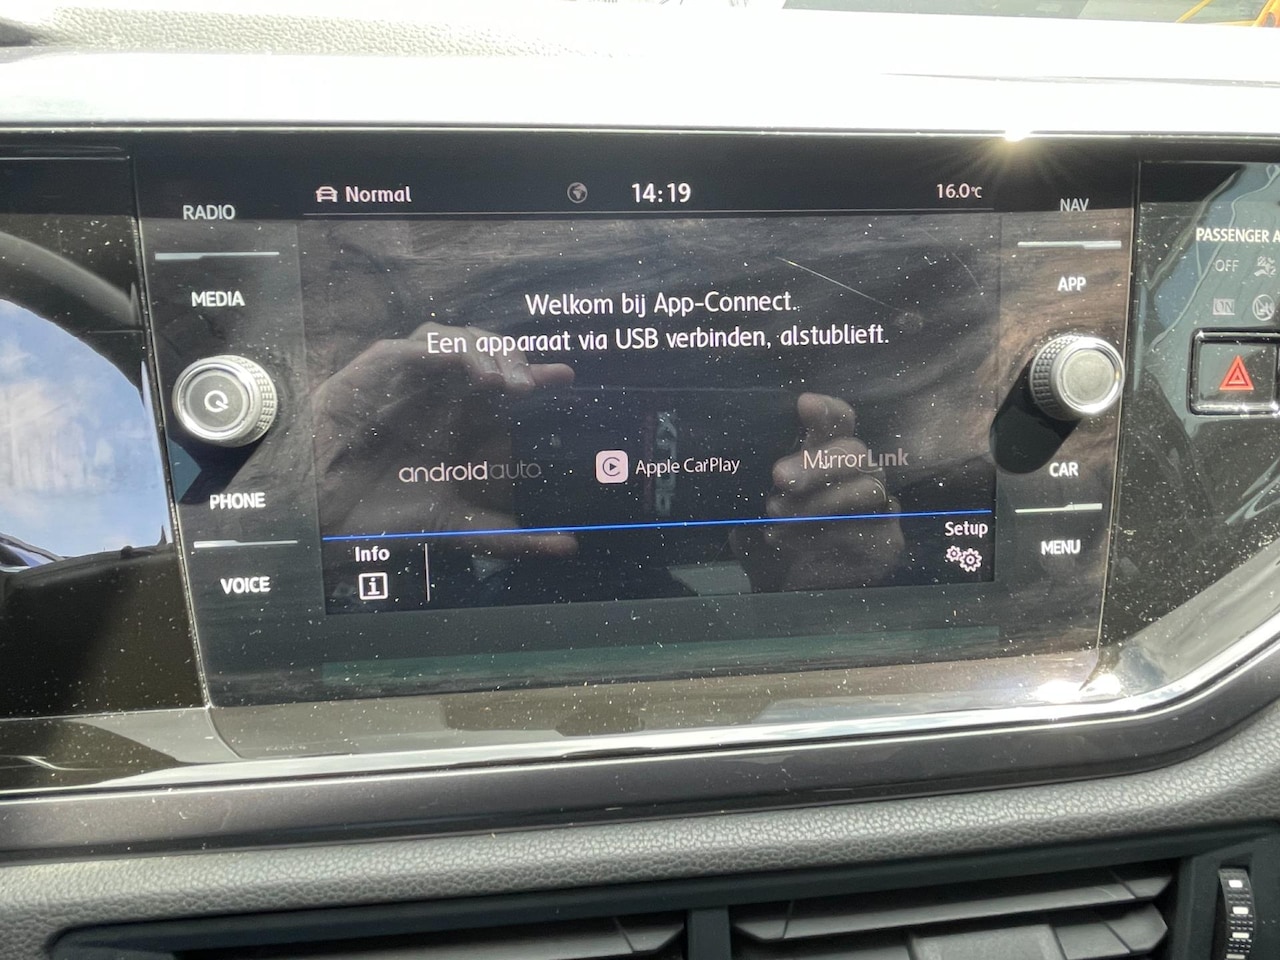 Normal
14:19
16.0°C
RADIO
MEDIA
PHONE
VOICE
Welkom bij App-Connect.
Een apparaat via USB verbinden, alstublieft.
androidauto
Apple CarPlay
MirrorLink
Info
i
Setup
NAV
APP
CAR
MENU
PASSENGER A
OFF
ON